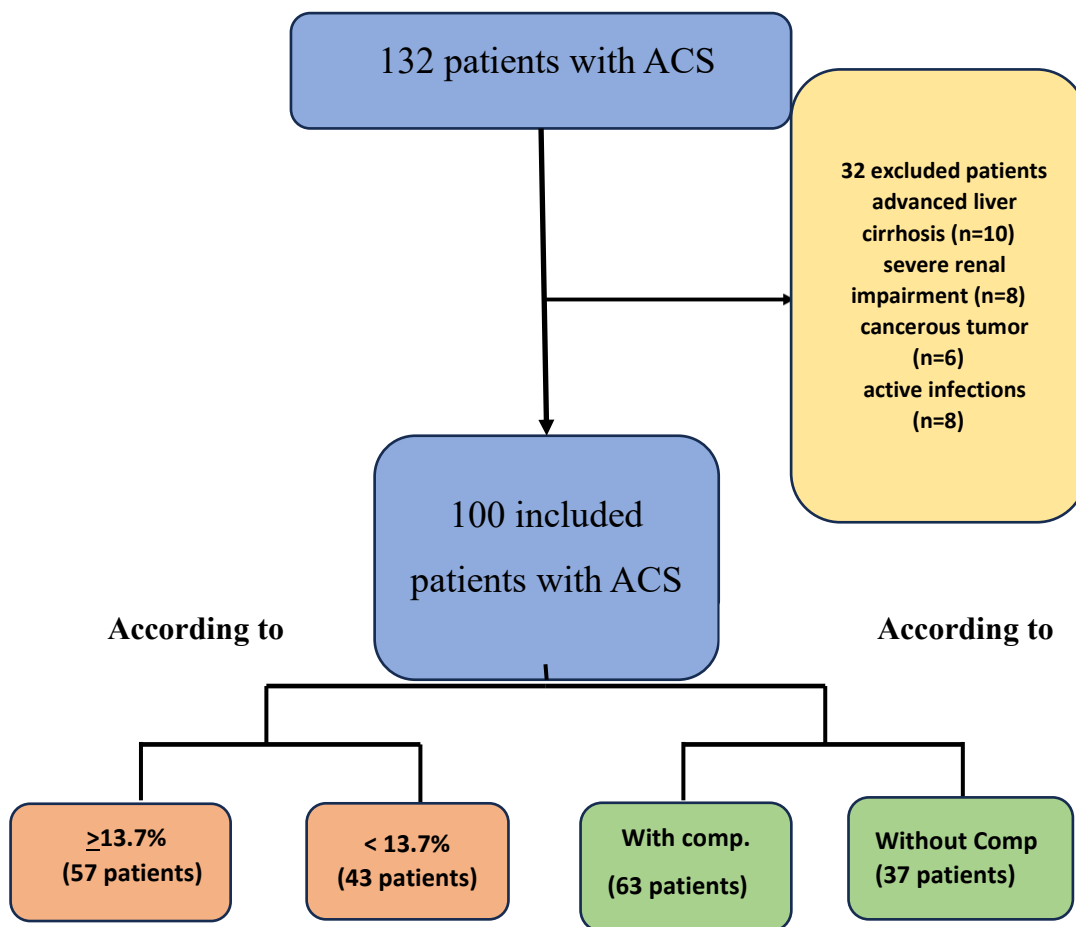 132 patients with ACS
32 excluded patients
advanced liver
cirrhosis (n=10)
severe renal
impairment (n=8)
cancerous tumor
(n=6)
active infections
(n=8)
100 included
patients with ACS
According to
According to
≥13.7%
(57 patients)
< 13.7%
(43 patients)
With comp.
(63 patients)
Without Comp
(37 patients)